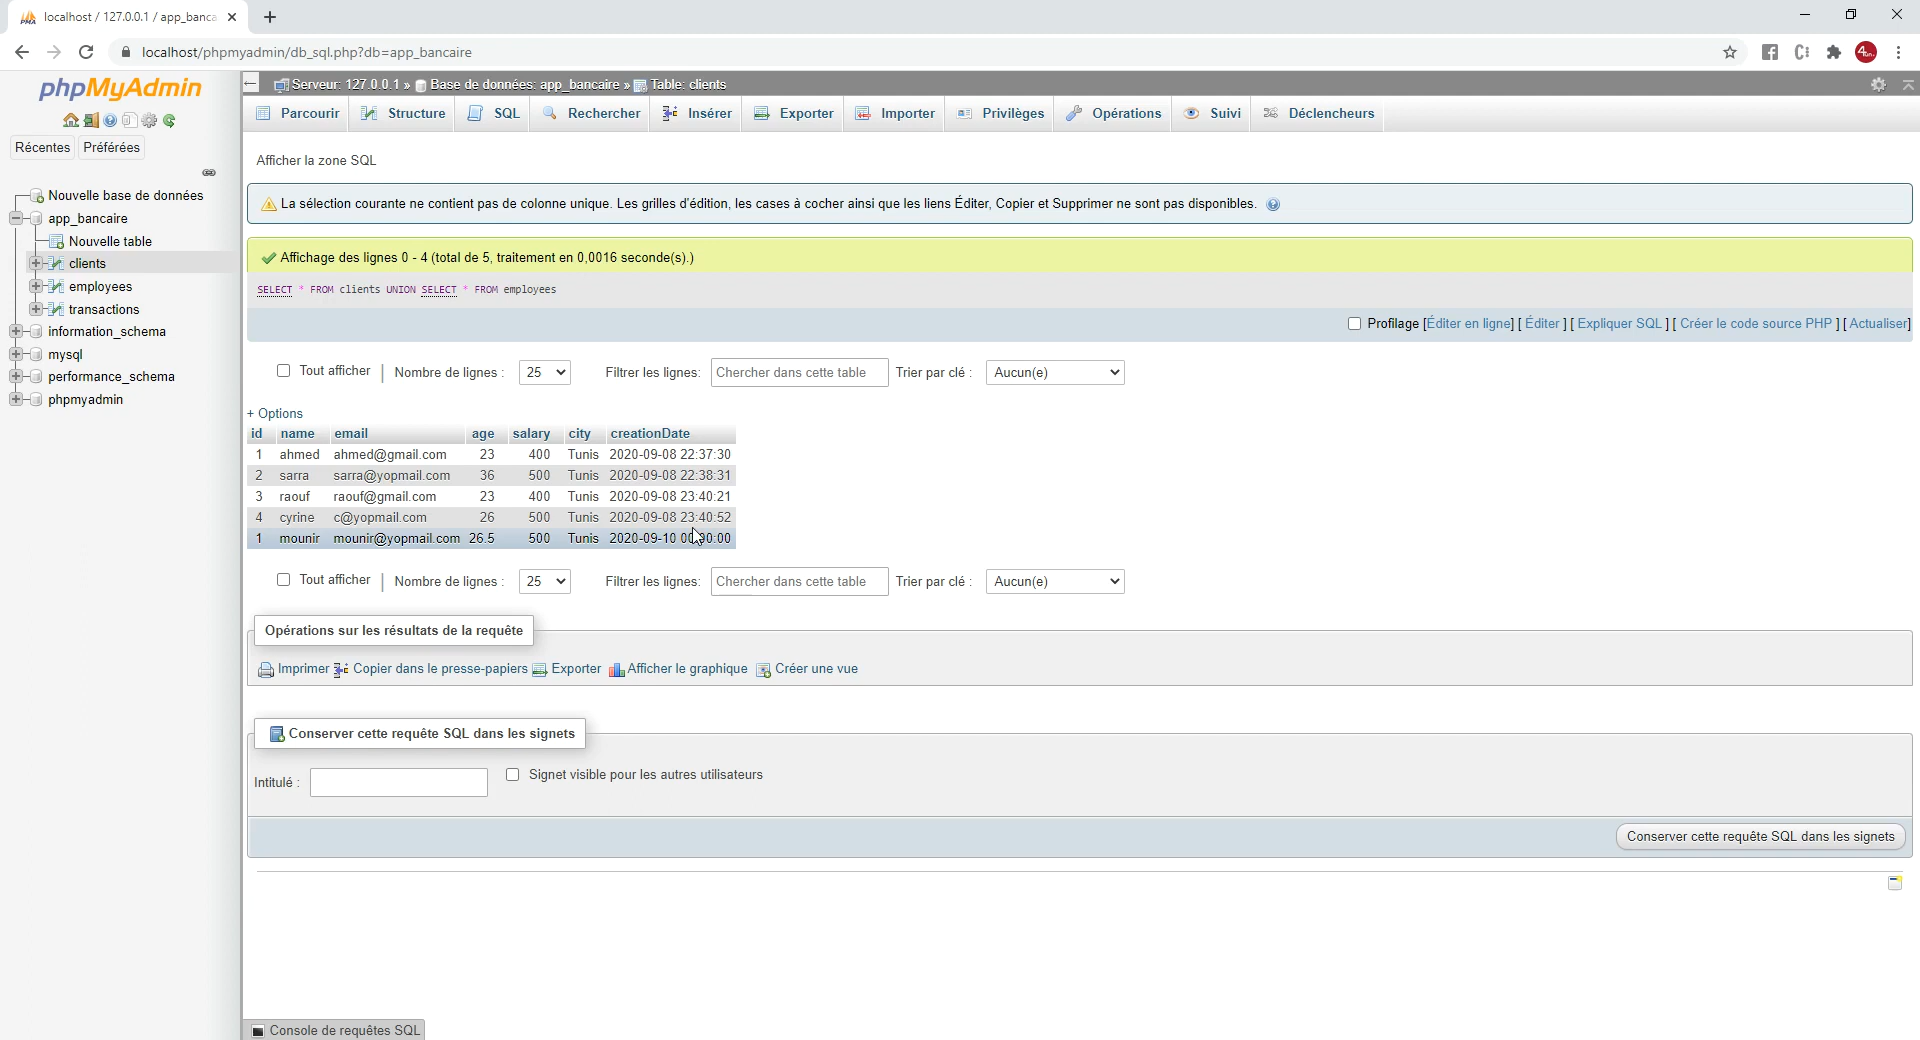 localhost / 127.0.0.1 / app_banca
localhost/phpmyadmin/db_sql.php?db=app_bancaire
phpMyAdmin
Récentes Préférées
Nouvelle base de données
app_bancaire
Nouvelle table
clients
employees
transactions
information_schema
mysql
performance_schema
phpmyadmin
Serveur: 127.0.0.1 » Base de données: app_bancaire » Table: clients
Parcourir Structure SQL Rechercher Insérer Exporter Importer Privilèges Opérations Suivi Déclencheurs
Afficher la zone SQL
La sélection courante ne contient pas de colonne unique. Les grilles d'édition, les cases à cocher ainsi que les liens Éditer, Copier et Supprimer ne sont pas disponibles.
Affichage des lignes 0 - 4 (total de 5, traitement en 0,0016 seconde(s).)
SELECT * FROM clients UNION SELECT * FROM employees
Profilage [Éditer en ligne] [ Éditer ] [ Expliquer SQL ] [ Créer le code source PHP ] [ Actualiser]
Tout afficher | Nombre de lignes : 25 Filtrer les lignes: Chercher dans cette table Trier par clé : Aucun(e)
+ Options
id name email age salary city creationDate
1 ahmed ahmed@gmail.com 23 400 Tunis 2020-09-08 22:37:30
2 sarra sarra@yopmail.com 36 500 Tunis 2020-09-08 22:38:31
3 raouf raouf@gmail.com 23 400 Tunis 2020-09-08 23:40:21
4 cyrine c@yopmail.com 26 500 Tunis 2020-09-08 23:40:52
1 mounir mounir@yopmail.com 26.5 500 Tunis 2020-09-10
Tout afficher | Nombre de lignes : 25 Filtrer les lignes: Chercher dans cette table Trier par clé : Aucun(e)
Opérations sur les résultats de la requête
Imprimer Copier dans le presse-papiers Exporter Afficher le graphique Créer une vue
Conserver cette requête SQL dans les signets
Intitulé : Signet visible pour les autres utilisateurs
Conserver cette requête SQL dans les signets
Console de requêtes SQL